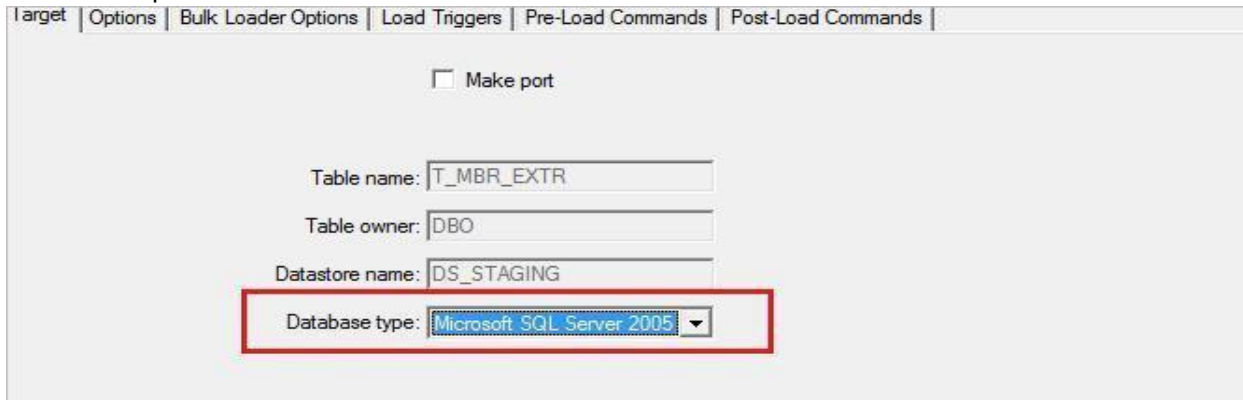 Target | Options | Bulk Loader Options | Load Triggers | Pre-Load Commands | Post-Load Commands |
Make port
Table name: T_MBR_EXTR
Table owner: DBO
Datastore name: DS_STAGING
Database type: Microsoft SQL Server 2005